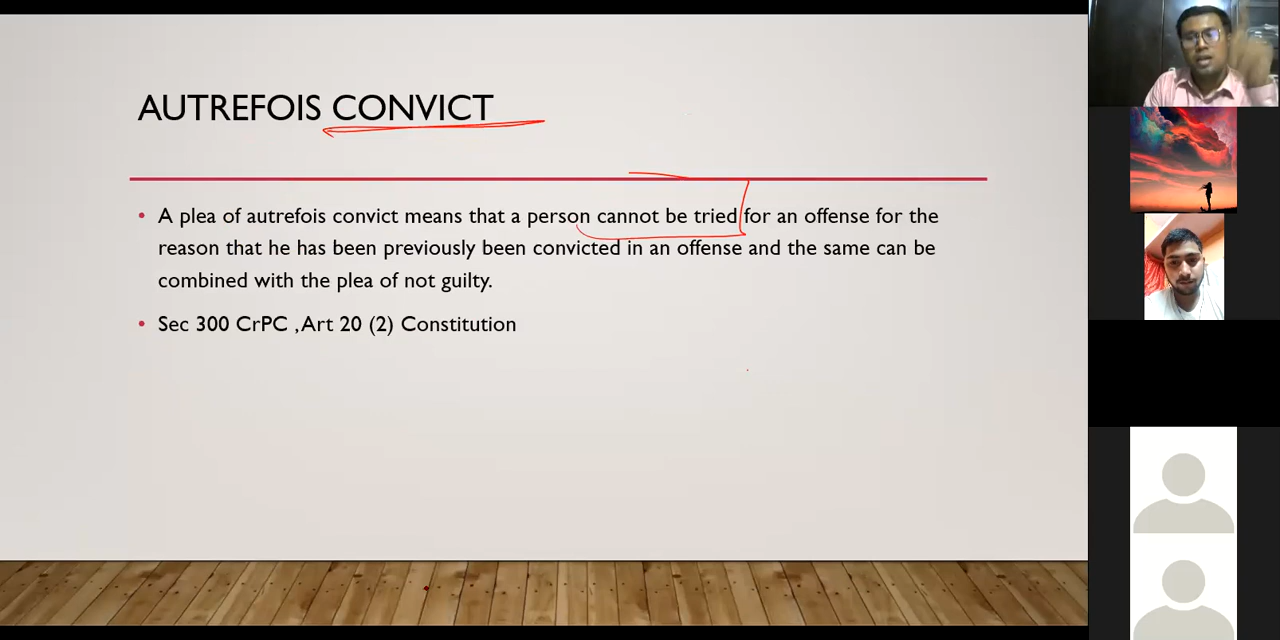 AUTREFOIS CONVICT
• A plea of autrefois convict means that a person cannot be tried for an offense for the
reason that he has been previously been convicted in an offense and the same can be
combined with the plea of not guilty.
• Sec 300 CrPC ,Art 20 (2) Constitution